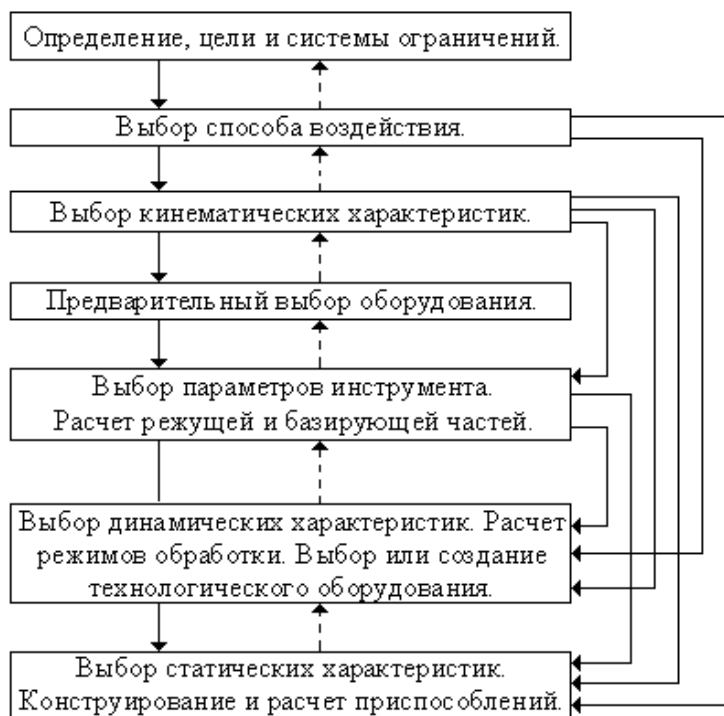 Определение, цели и системы ограничений.
Выбор способа воздействия.
Выбор кинематических характеристик.
Предварительный выбор оборудования.
Выбор параметров инструмента.
Расчет режущей и базирующей частей.
Выбор динамических характеристик. Расчет
режимов обработки. Выбор или создание
технологического оборудования.
Выбор статических характеристик.
Конструирование и расчет приспособлений.